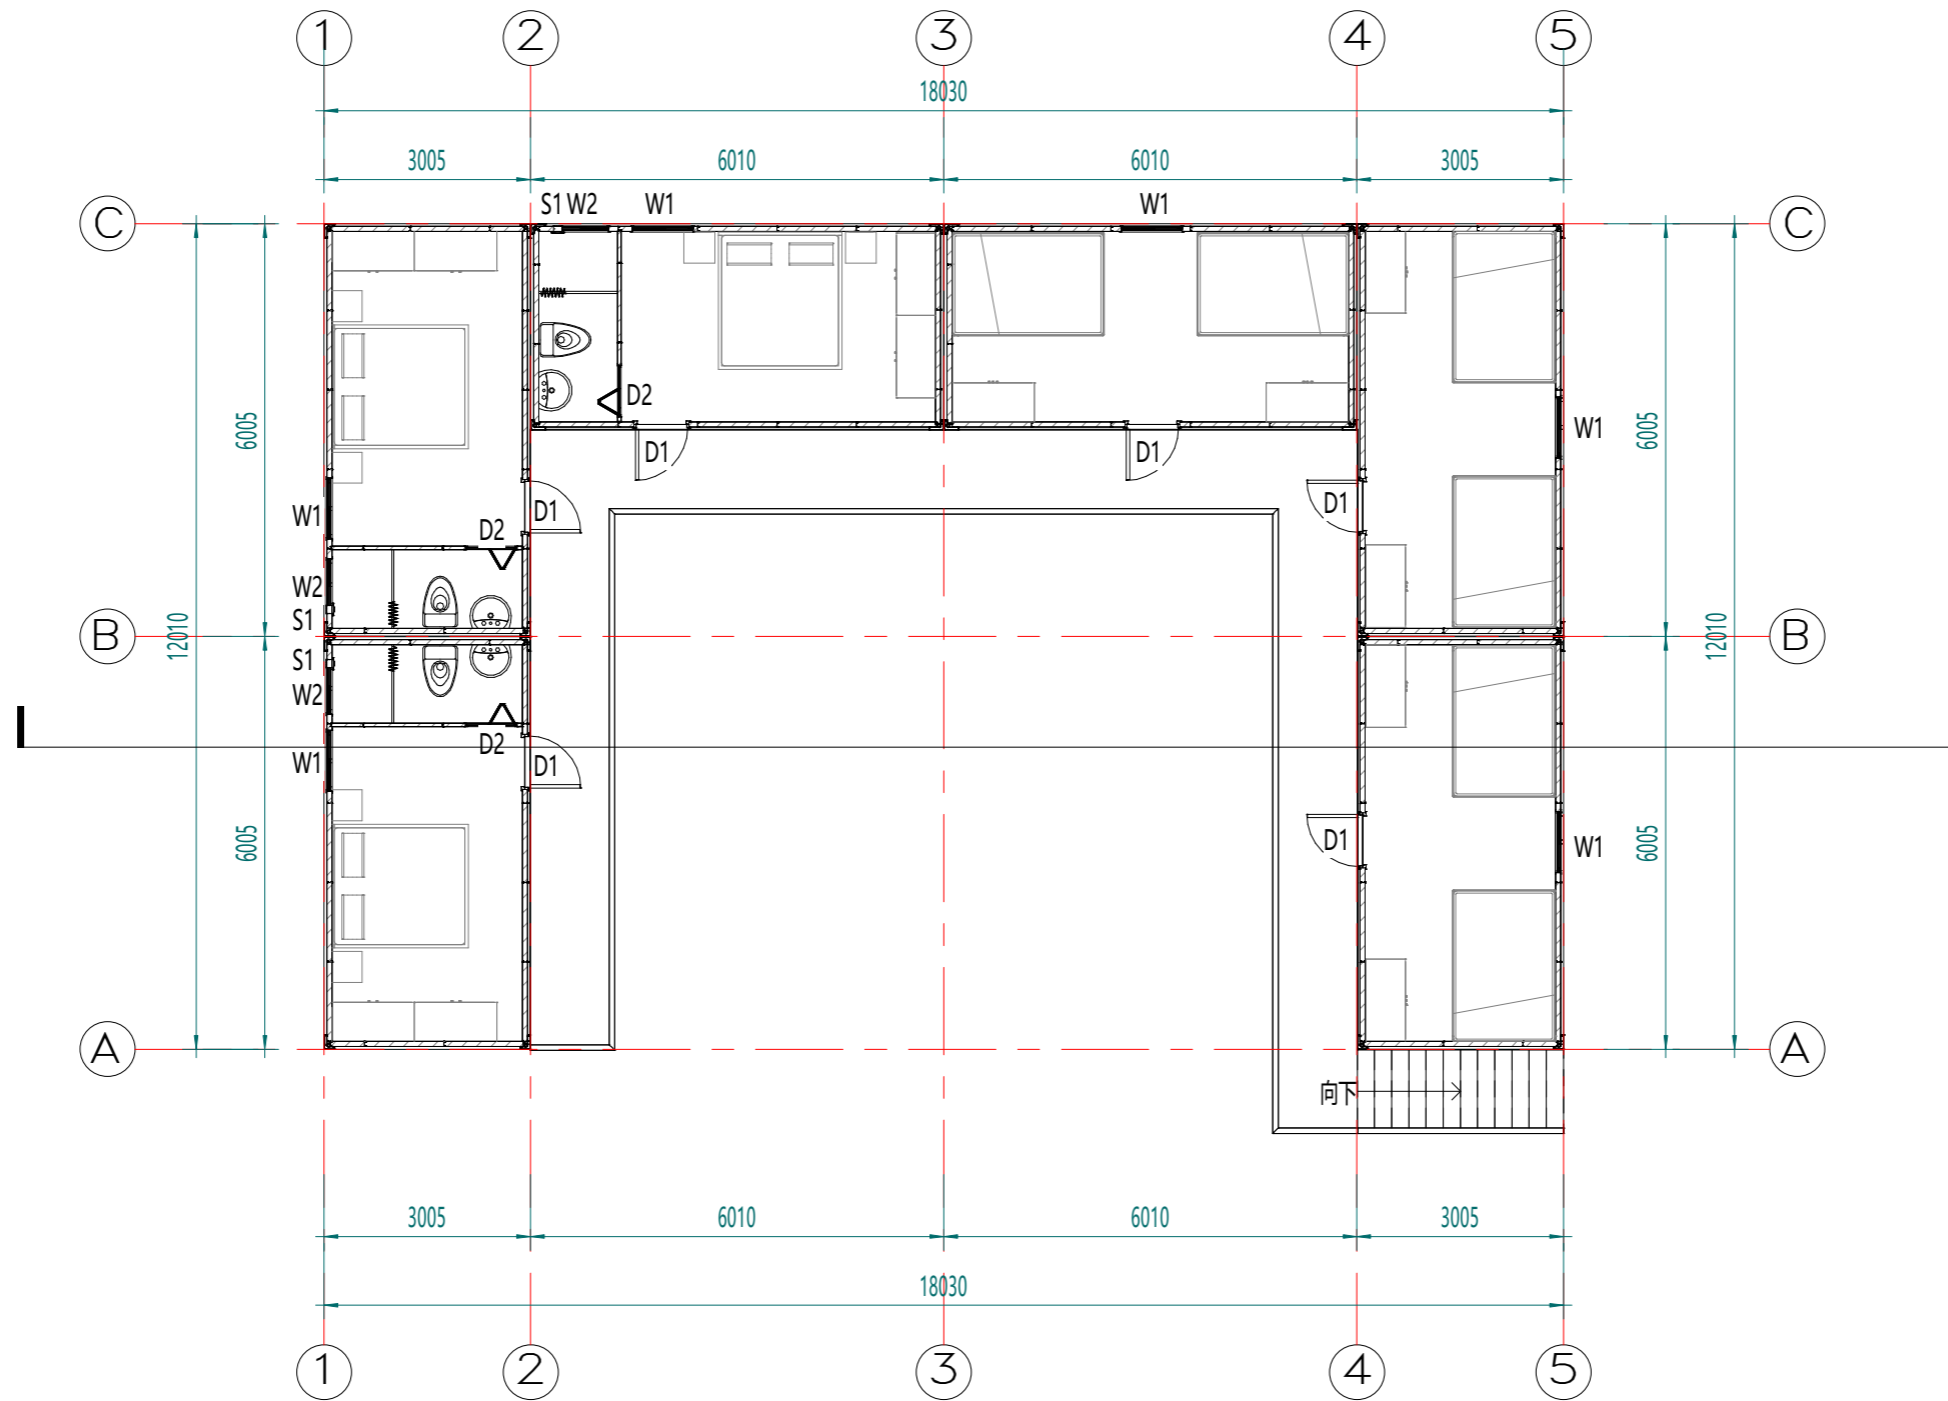 1 2 3 4 5
18030
3005 6010 6010 3005
S1 W2 W1 W1
C C
D2
D1 D1
6005 W1 6005
W1 D2 D1 D1
W2
S1
B 12010 12010 B
S1
W2
D2
W1 D1
6005 D1 W1 6005
A A
向下
3005 6010 6010 3005
18030
1 2 3 4 5